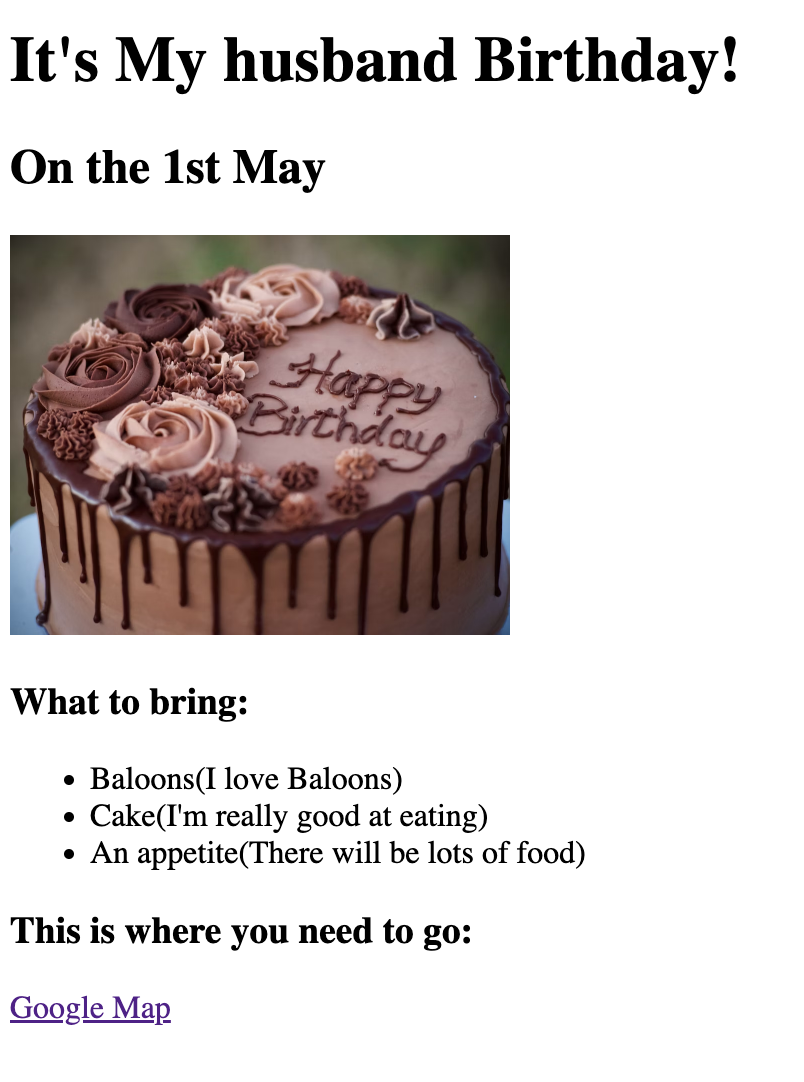 It's My husband Birthday!
On the 1st May
Happy
Birthday
What to bring:
Baloons(I love Baloons)
Cake(I'm really good at eating)
An appetite(There will be lots of food)
This is where you need to go:
Google Map